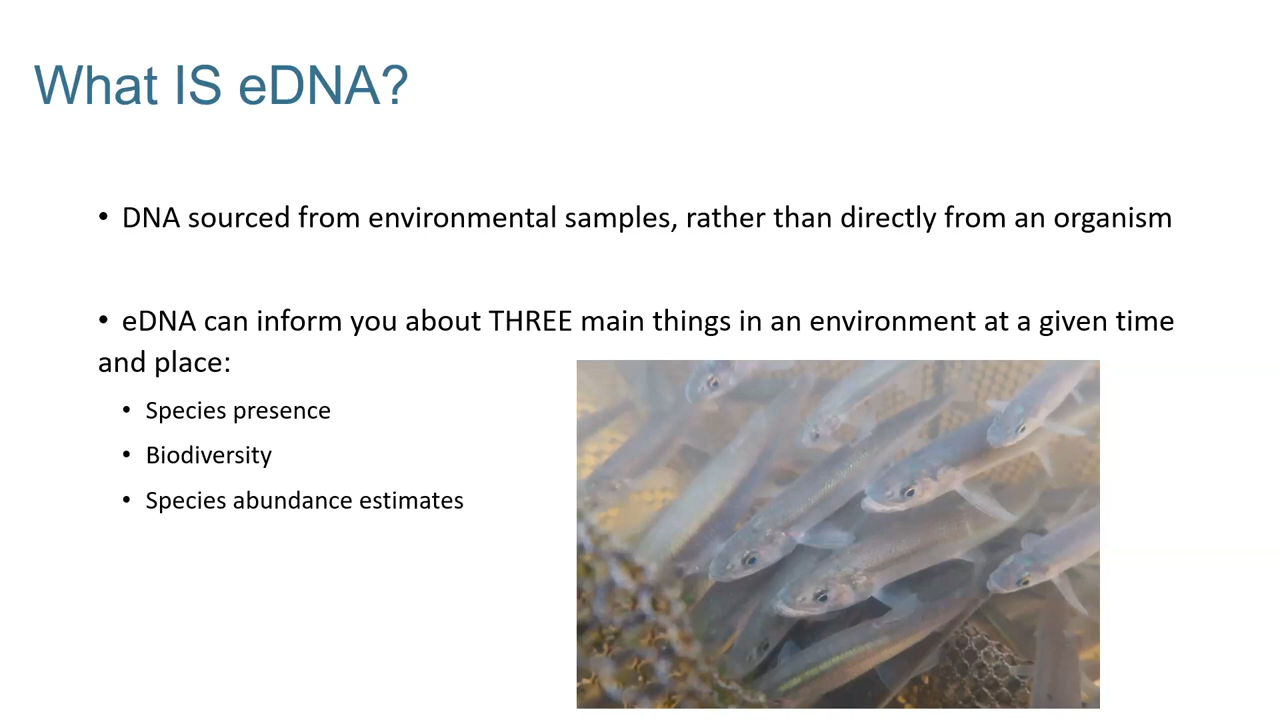 What IS eDNA?
• DNA sourced from environmental samples, rather than directly from an organism
• eDNA can inform you about THREE main things in an environment at a given time
and place:
• Species presence
• Biodiversity
• Species abundance estimates